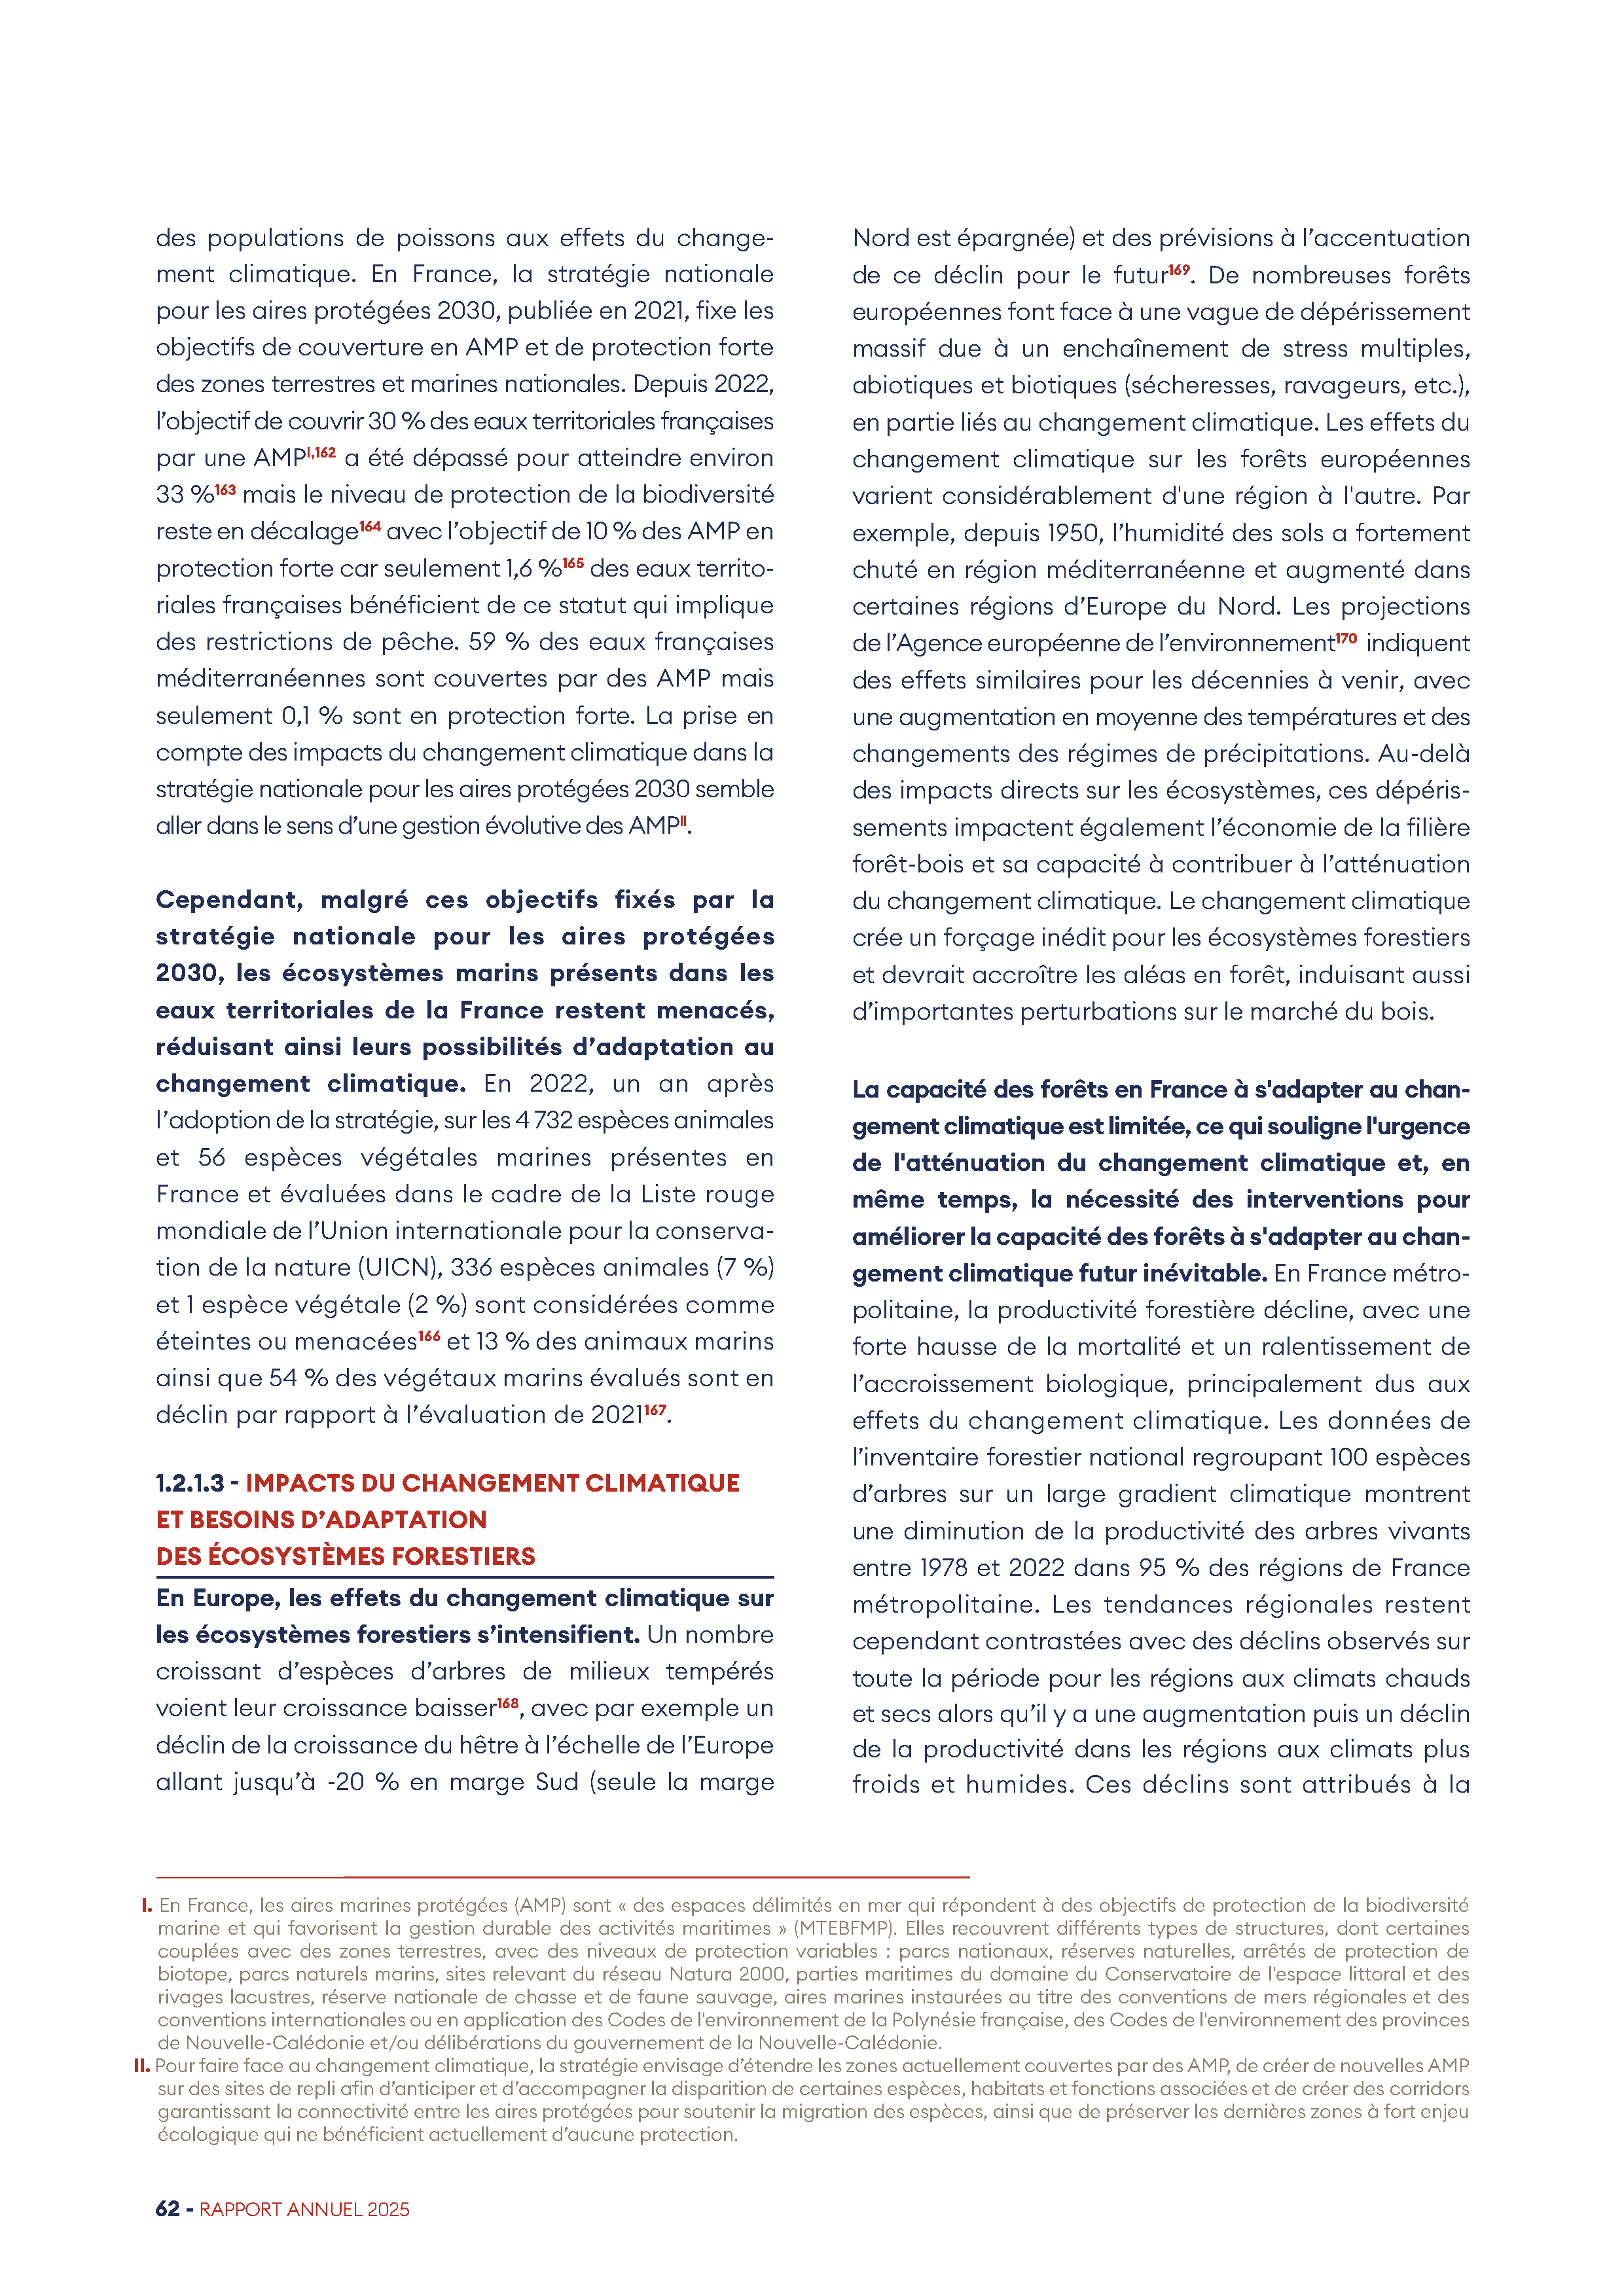 des populations de poissons aux effets du change-
ment climatique. En France, la stratégie nationale
pour les aires protégées 2030, publiée en 2021, fixe les
objectifs de couverture en AMP et de protection forte
des zones terrestres et marines nationales. Depuis 2022,
l’objectif de couvrir 30 % des eaux territoriales françaises
par une AMPI,162 a été dépassé pour atteindre environ
33 %163 mais le niveau de protection de la biodiversité
reste en décalage164 avec l’objectif de 10 % des AMP en
protection forte car seulement 1,6 %165 des eaux territo-
riales françaises bénéficient de ce statut qui implique
des restrictions de pêche. 59 % des eaux françaises
méditerranéennes sont couvertes par des AMP mais
seulement 0,1 % sont en protection forte. La prise en
compte des impacts du changement climatique dans la
stratégie nationale pour les aires protégées 2030 semble
aller dans le sens d’une gestion évolutive des AMPII.
Cependant, malgré ces objectifs fixés par la
stratégie nationale pour les aires protégées
2030, les écosystèmes marins présents dans les
eaux territoriales de la France restent menacés,
réduisant ainsi leurs possibilités d’adaptation au
changement climatique. En 2022, un an après
l’adoption de la stratégie, sur les 4 732 espèces animales
et 56 espèces végétales marines présentes en
France et évaluées dans le cadre de la Liste rouge
mondiale de l’Union internationale pour la conserva-
tion de la nature (UICN), 336 espèces animales (7 %)
et 1 espèce végétale (2 %) sont considérées comme
éteintes ou menacées166 et 13 % des animaux marins
ainsi que 54 % des végétaux marins évalués sont en
déclin par rapport à l’évaluation de 2021167.
1.2.1.3 - IMPACTS DU CHANGEMENT CLIMATIQUE
ET BESOINS D’ADAPTATION
DES ÉCOSYSTÈMES FORESTIERS
En Europe, les effets du changement climatique sur
les écosystèmes forestiers s’intensifient. Un nombre
croissant d’espèces d’arbres de milieux tempérés
voient leur croissance baisser168, avec par exemple un
déclin de la croissance du hêtre à l’échelle de l’Europe
allant jusqu’à -20 % en marge Sud (seule la marge
Nord est épargnée) et des prévisions à l’accentuation
de ce déclin pour le futur169. De nombreuses forêts
européennes font face à une vague de dépérissement
massif due à un enchaînement de stress multiples,
abiotiques et biotiques (sécheresses, ravageurs, etc.),
en partie liés au changement climatique. Les effets du
changement climatique sur les forêts européennes
varient considérablement d'une région à l'autre. Par
exemple, depuis 1950, l’humidité des sols a fortement
chuté en région méditerranéenne et augmenté dans
certaines régions d’Europe du Nord. Les projections
de l’Agence européenne de l’environnement170 indiquent
des effets similaires pour les décennies à venir, avec
une augmentation en moyenne des températures et des
changements des régimes de précipitations. Au-delà
des impacts directs sur les écosystèmes, ces dépéris-
sements impactent également l’économie de la filière
forêt-bois et sa capacité à contribuer à l’atténuation
du changement climatique. Le changement climatique
crée un forçage inédit pour les écosystèmes forestiers
et devrait accroître les aléas en forêt, induisant aussi
d’importantes perturbations sur le marché du bois.
La capacité des forêts en France à s'adapter au chan-
gement climatique est limitée, ce qui souligne l'urgence
de l'atténuation du changement climatique et, en
même temps, la nécessité des interventions pour
améliorer la capacité des forêts à s'adapter au chan-
gement climatique futur inévitable. En France métro-
politaine, la productivité forestière décline, avec une
forte hausse de la mortalité et un ralentissement de
l’accroissement biologique, principalement dus aux
effets du changement climatique. Les données de
l’inventaire forestier national regroupant 100 espèces
d’arbres sur un large gradient climatique montrent
une diminution de la productivité des arbres vivants
entre 1978 et 2022 dans 95 % des régions de France
métropolitaine. Les tendances régionales restent
cependant contrastées avec des déclins observés sur
toute la période pour les régions aux climats chauds
et secs alors qu’il y a une augmentation puis un déclin
de la productivité dans les régions aux climats plus
froids et humides. Ces déclins sont attribués à la
I. En France, les aires marines protégées (AMP) sont « des espaces délimités en mer qui répondent à des objectifs de protection de la biodiversité
marine et qui favorisent la gestion durable des activités maritimes » (MTEBFMP). Elles recouvrent différents types de structures, dont certaines
couplées avec des zones terrestres, avec des niveaux de protection variables : parcs nationaux, réserves naturelles, arrêtés de protection de
biotope, parcs naturels marins, sites relevant du réseau Natura 2000, parties maritimes du domaine du Conservatoire de l'espace littoral et des
rivages lacustres, réserve nationale de chasse et de faune sauvage, aires marines instaurées au titre des conventions de mers régionales et des
conventions internationales ou en application des Codes de l'environnement de la Polynésie française, des Codes de l'environnement des provinces
de Nouvelle-Calédonie et/ou délibérations du gouvernement de la Nouvelle-Calédonie.
II. Pour faire face au changement climatique, la stratégie envisage d’étendre les zones actuellement couvertes par des AMP, de créer de nouvelles AMP
sur des sites de repli afin d’anticiper et d’accompagner la disparition de certaines espèces, habitats et fonctions associées et de créer des corridors
garantissant la connectivité entre les aires protégées pour soutenir la migration des espèces, ainsi que de préserver les dernières zones à fort enjeu
écologique qui ne bénéficient actuellement d’aucune protection.
62 - RAPPORT ANNUEL 2025